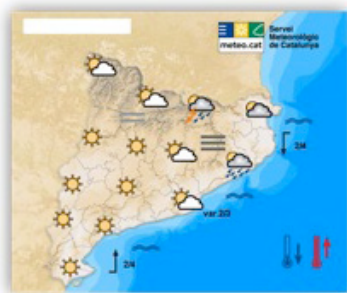 meteo.cat
Servei
Meteorològic
de Catalunya
2/4
var.2/3
2/4